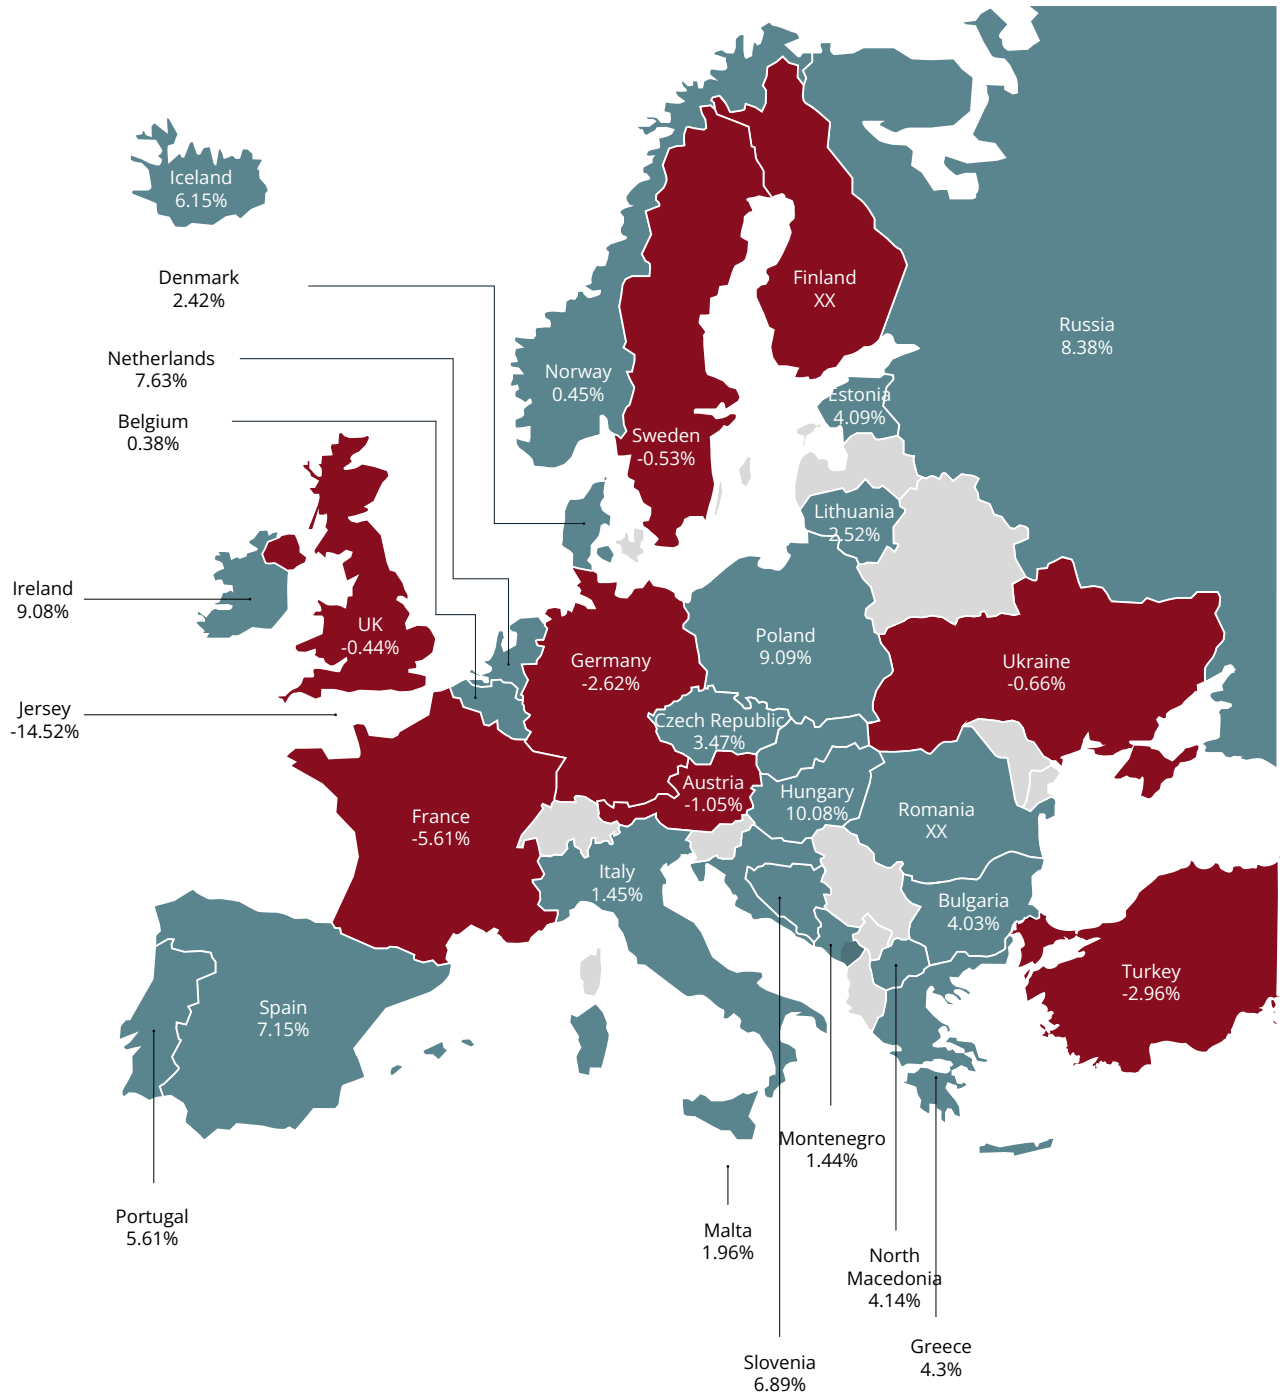 Iceland
6.15%
Denmark
2.42%
Finland
XX
Russia
8.38%
Netherlands
7.63%
Norway
0.45%
Estonia
4.09%
Belgium
0.38%
Sweden
-0.53%
Lithuania
2.52%
Ireland
9.08%
UK
-0.44%
Poland
9.09%
Germany
-2.62%
Ukraine
-0.66%
Jersey
-14.52%
Czech Republic
3.47%
Austria
-1.05%
Hungary
10.08%
France
-5.61%
Romania
XX
Italy
1.45%
Bulgaria
4.03%
Turkey
-2.96%
Spain
7.15%
Montenegro
1.44%
Portugal
5.61%
Malta
1.96%
North
Macedonia
4.14%
Greece
4.3%
Slovenia
6.89%